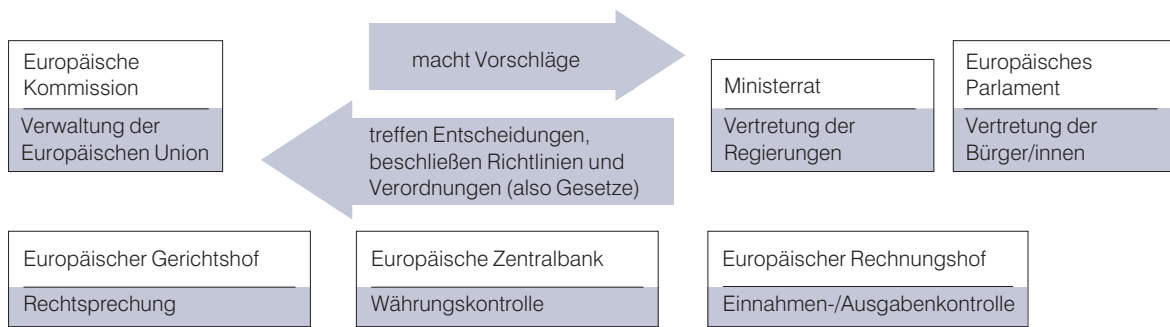 Europäische
Kommission
Verwaltung der
Europäischen Union
macht Vorschläge
treffen Entscheidungen,
beschließen Richtlinien und
Verordnungen (also Gesetze)
Ministerrat
Vertretung der
Regierungen
Europäisches
Parlament
Vertretung der
Bürger/innen
Europäischer Gerichtshof
Rechtsprechung
Europäische Zentralbank
Währungskontrolle
Europäischer Rechnungshof
Einnahmen-/Ausgabenkontrolle